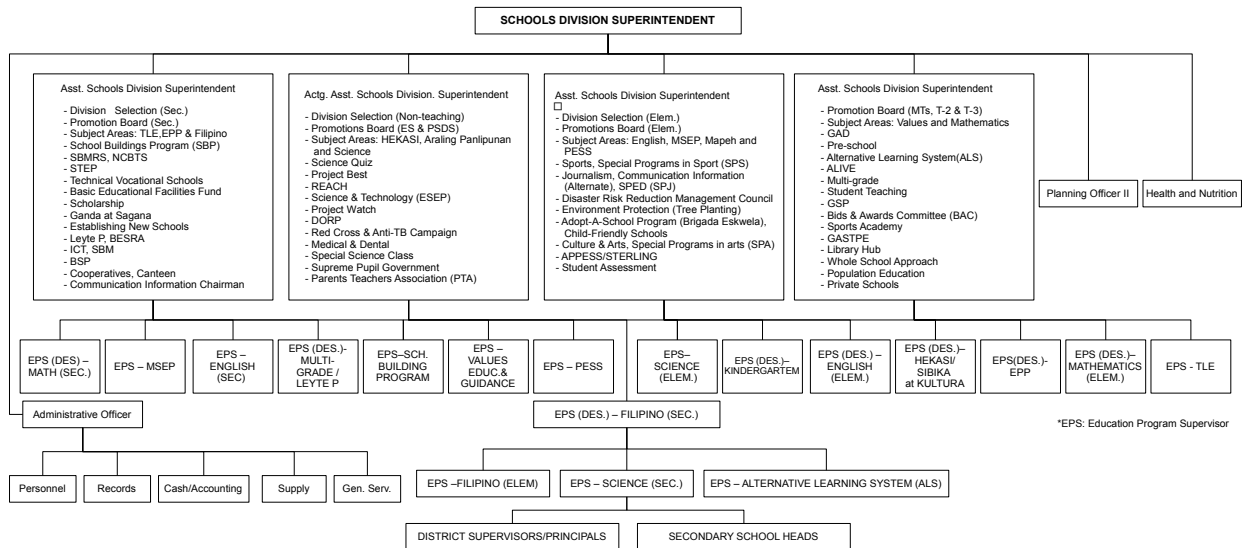 SCHOOLS DIVISION SUPERINTENDENT
Asst. Schools Division Superintendent
- Division Selection (Sec.)
- Promotion Board (Sec.)
- Subject Areas: TLE,EPP & Filipino
- School Buildings Program (SBP)
- SBMRS, NCBTS
- STEP
- Technical Vocational Schools
- Basic Educational Facilities Fund
- Scholarship
- Ganda at Sagana
- Establishing New Schools
- Leyte P, BESRA
- ICT, SBM
- BSP
- Cooperatives, Canteen
- Communication Information Chairman
Actg. Asst. Schools Division. Superintendent
- Division Selection (Non-teaching)
- Promotions Board (ES & PSDS)
- Subject Areas: HEKASI, Araling Panlipunan
and Science
- Science Quiz
- Project Best
- REACH
- Science & Technology (ESEP)
- Project Watch
- DORP
- Red Cross & Anti-TB Campaign
- Medical & Dental
- Special Science Class
- Supreme Pupil Government
- Parents Teachers Association (PTA)
Asst. Schools Division Superintendent
- Division Selection (Elem.)
- Promotions Board (Elem.)
- Subject Areas: English, MSEP, Mapeh and
PESS
- Sports, Special Programs in Sport (SPS)
- Journalism, Communication Information
(Alternate), SPED (SPJ)
- Disaster Risk Reduction Management Council
- Environment Protection (Tree Planting)
- Adopt-A-School Program (Brigada Eskwela),
Child-Friendly Schools
- Culture & Arts, Special Programs in arts (SPA)
- APPESS/STERLING
- Student Assessment
Asst. Schools Division Superintendent
- Promotion Board (MTs, T-2 & T-3)
- Subject Areas: Values and Mathematics
- GAD
- Pre-school
- Alternative Learning System(ALS)
- ALIVE
- Multi-grade
- Student Teaching
- GSP
- Bids & Awards Committee (BAC)
- Sports Academy
- GASTPE
- Library Hub
- Whole School Approach
- Population Education
- Private Schools
Planning Officer II
Health and Nutrition
EPS (DES) –
MATH (SEC.)
EPS – MSEP
EPS –
ENGLISH
(SEC)
EPS (DES.)-
MULTI-
GRADE /
LEYTE P
EPS–SCH.
BUILDING
PROGRAM
EPS –
VALUES
EDUC.&
GUIDANCE
EPS – PESS
EPS–
SCIENCE
(ELEM.)
EPS (DES.)–
KINDERGARTEM
EPS (DES.) –
ENGLISH
(ELEM.)
EPS (DES.)–
HEKASI/
SIBIKA
at KULTURA
EPS(DES.)-
EPP
EPS (DES.)–
MATHEMATICS
(ELEM.)
EPS - TLE
Administrative Officer
EPS (DES.) – FILIPINO (SEC.)
*EPS: Education Program Supervisor
Personnel
Records
Cash/Accounting
Supply
Gen. Serv.
EPS –FILIPINO (ELEM)
EPS – SCIENCE (SEC.)
EPS – ALTERNATIVE LEARNING SYSTEM (ALS)
DISTRICT SUPERVISORS/PRINCIPALS
SECONDARY SCHOOL HEADS